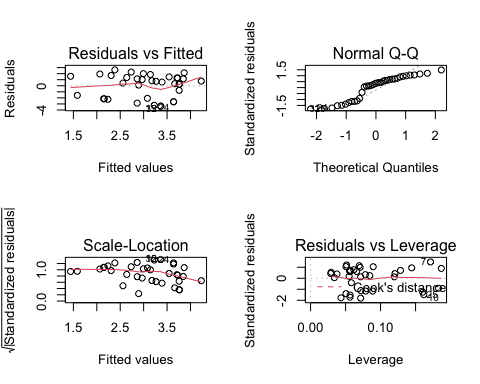 Residuals vs Fitted
Residuals
0
-4
1.5
2.5
3.5
Fitted values
Normal Q-Q
Standardized residuals
1.5
-1.5
-2
-1
0
1
2
Theoretical Quantiles
Scale-Location
√|Standardized residuals|
1.0
0.0
1.5
2.5
3.5
Fitted values
Residuals vs Leverage
Standardized residuals
0
-2
7
Cook's distance
0.00
0.10
Leverage